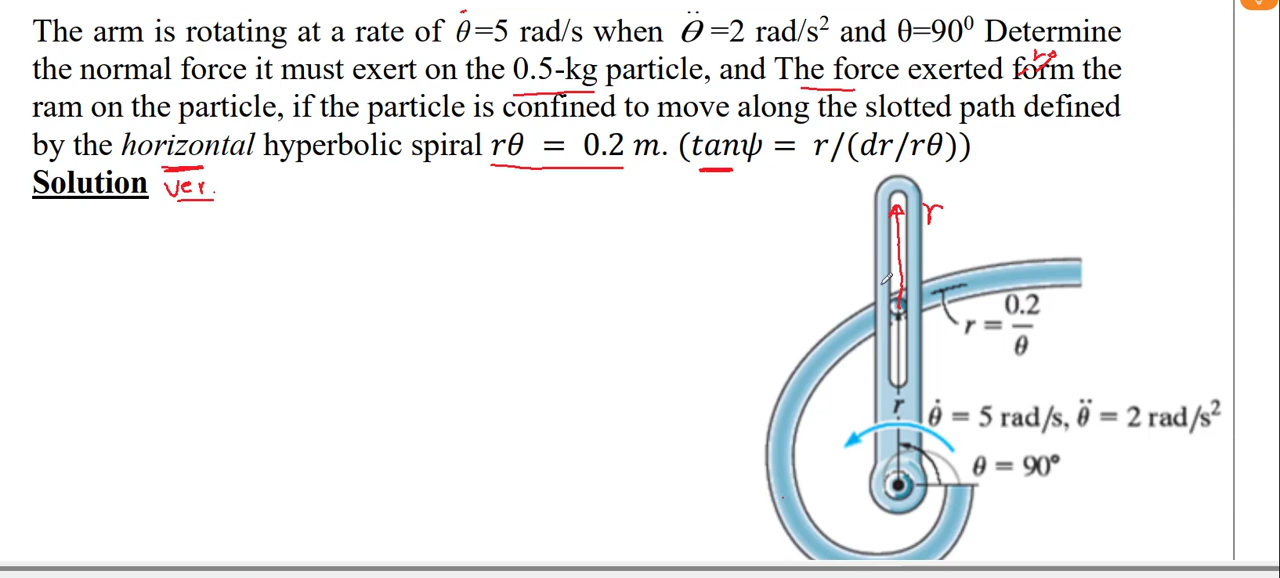 The arm is rotating at a rate of θ̇=5 rad/s when θ̈=2 rad/s² and θ=90⁰ Determine
the normal force it must exert on the 0.5-kg particle, and The force exerted form the
ram on the particle, if the particle is confined to move along the slotted path defined
by the horizontal hyperbolic spiral rθ = 0.2 m. (tanψ = r/(dr/rθ))
Solution ver.
r
r = 0.2/θ
r
θ̇ = 5 rad/s, θ̈ = 2 rad/s²
θ = 90°